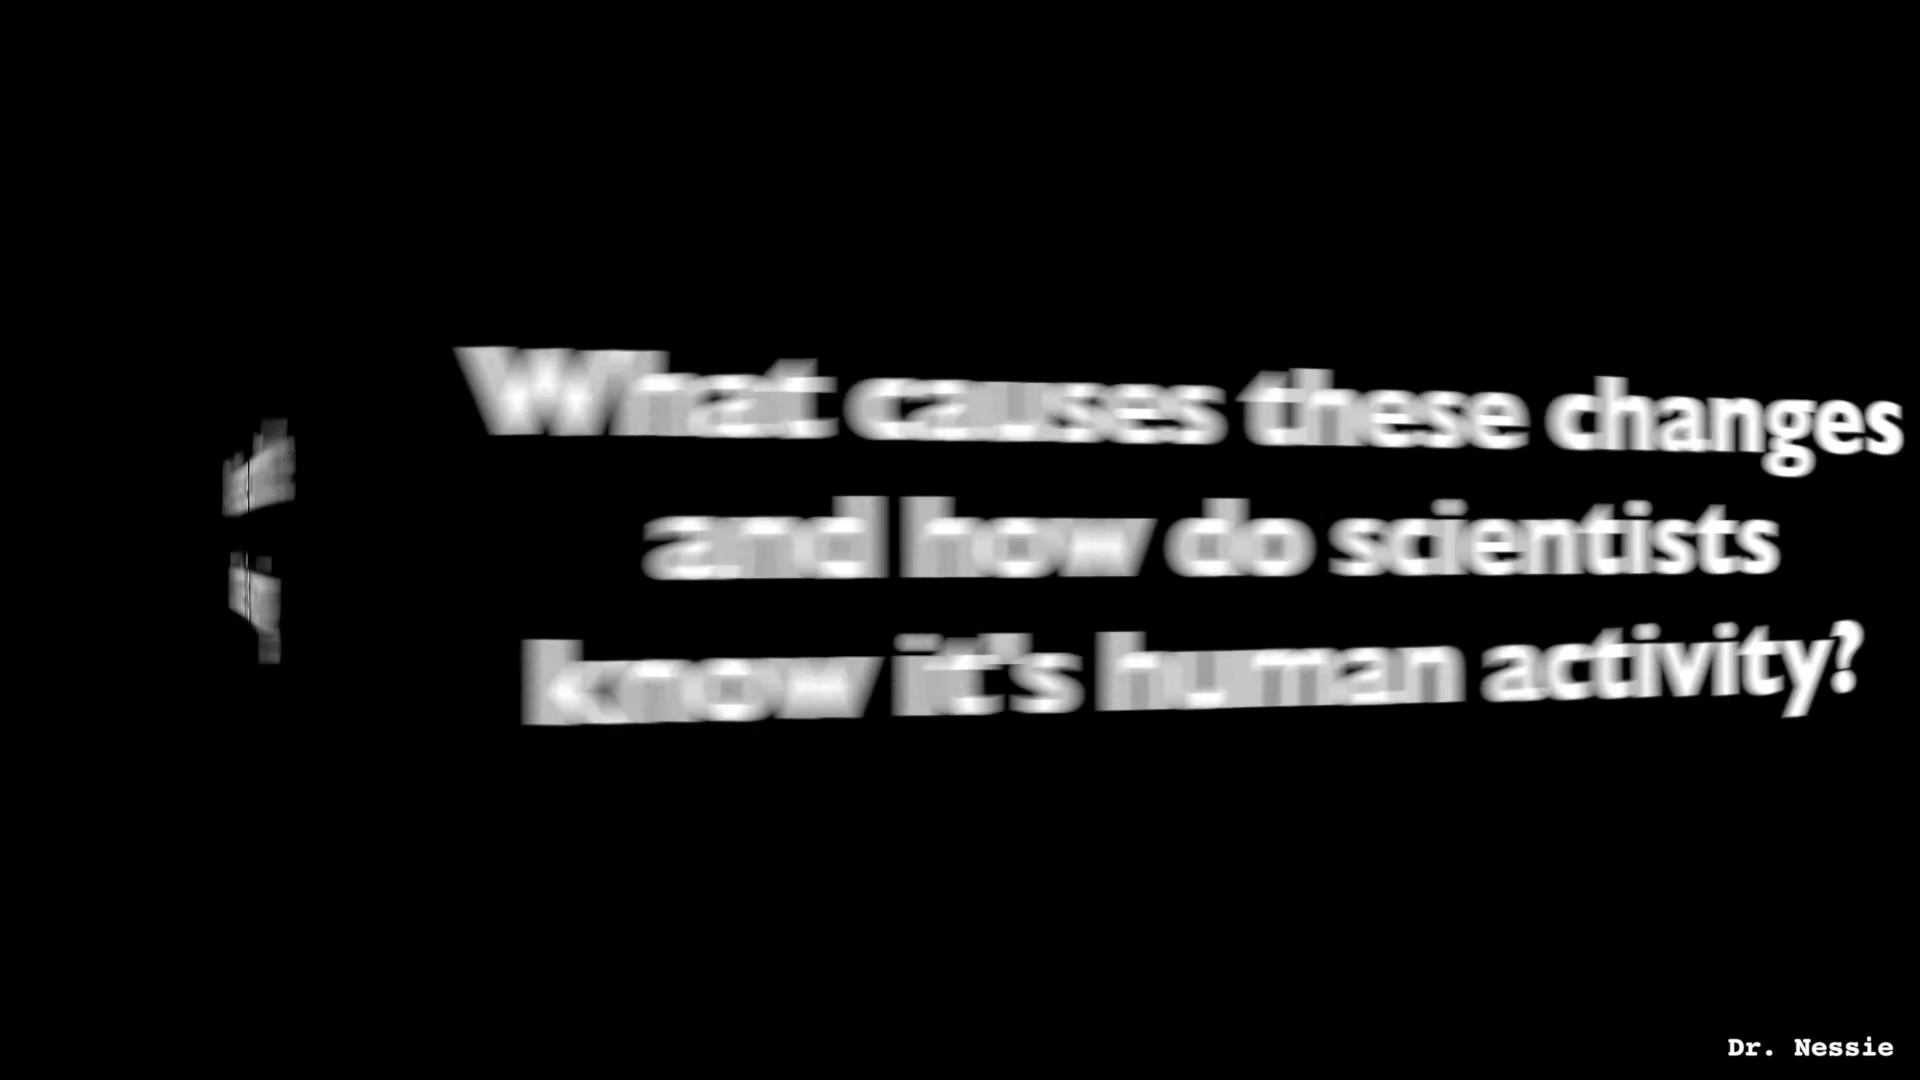 What causes these changes
and how do scientists
know it's human activity?
Dr. Nessie